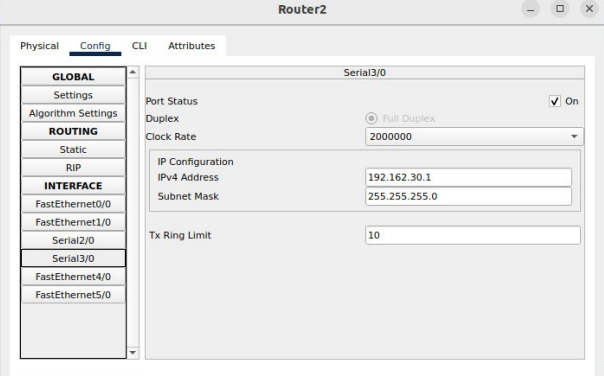 Router2
Physical Config CLI Attributes
GLOBAL
Settings
Algorithm Settings
ROUTING
Static
RIP
INTERFACE
FastEthernet0/0
FastEthernet1/0
Serial2/0
Serial3/0
FastEthernet4/0
FastEthernet5/0
Serial3/0
Port Status On
Duplex Full Duplex
Clock Rate 2000000
IP Configuration
IPv4 Address 192.162.30.1
Subnet Mask 255.255.255.0
Tx Ring Limit 10